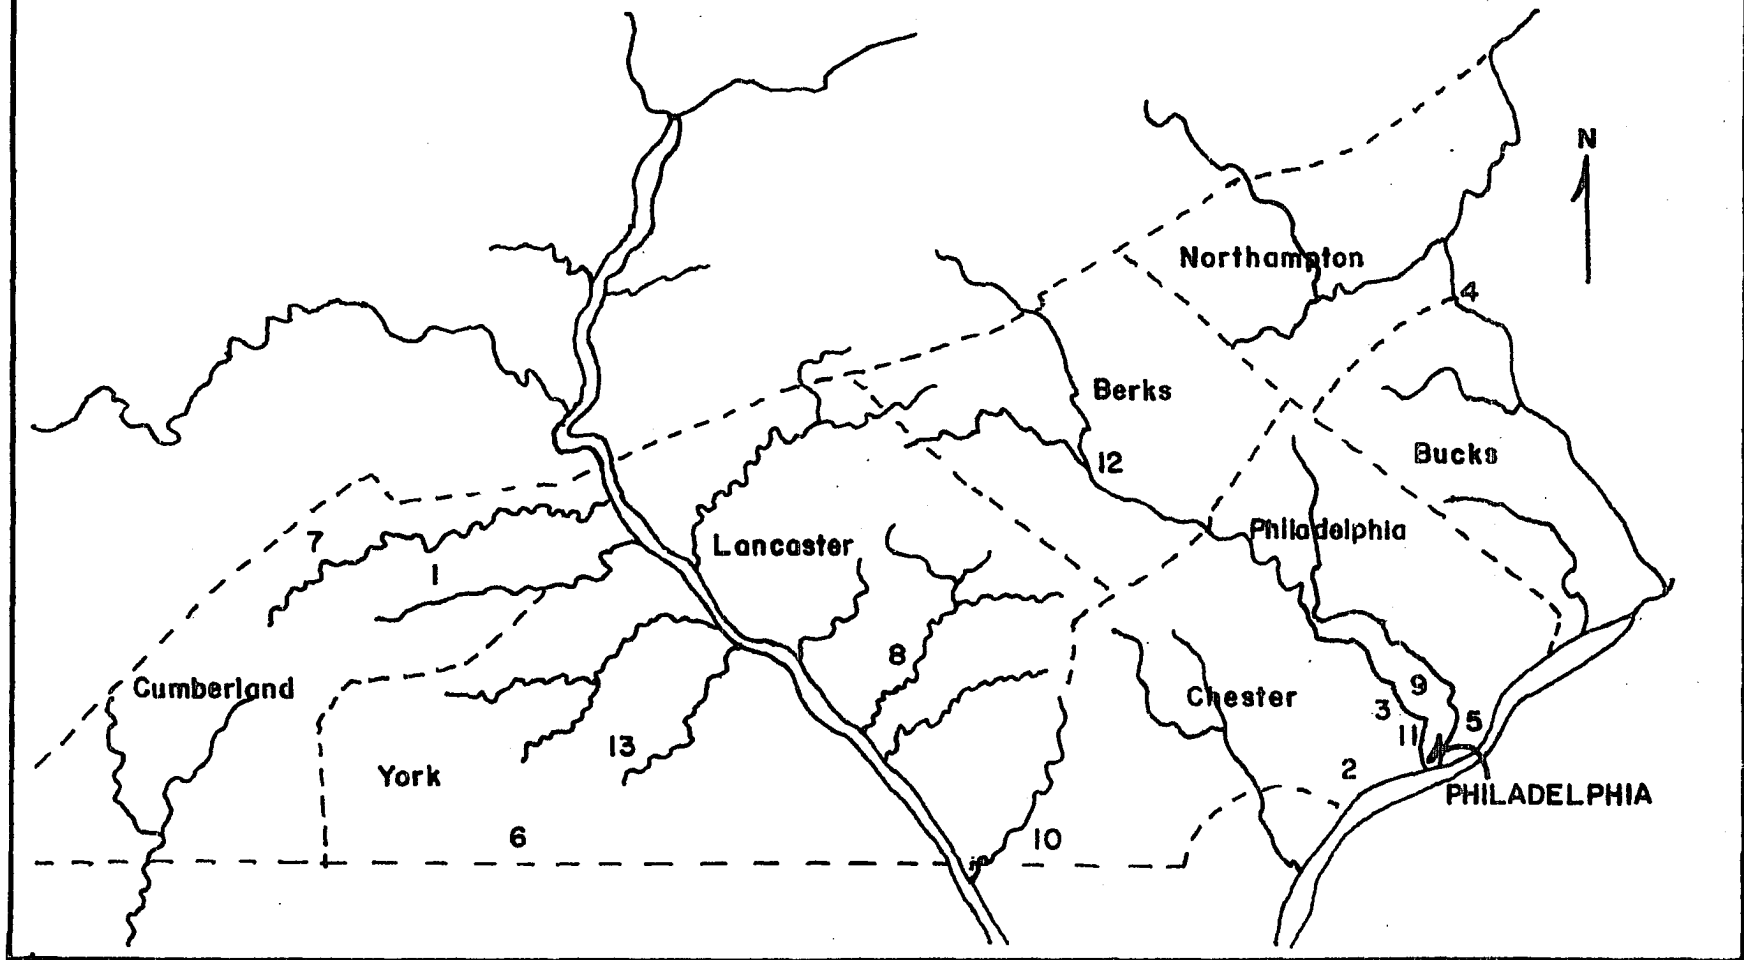 N
Northampton
4
Berks
Bucks
12
Philadelphia
7
Lancaster
1
8
Cumberland
9
Chester
3
5
11
13
2
York
PHILADELPHIA
6
10